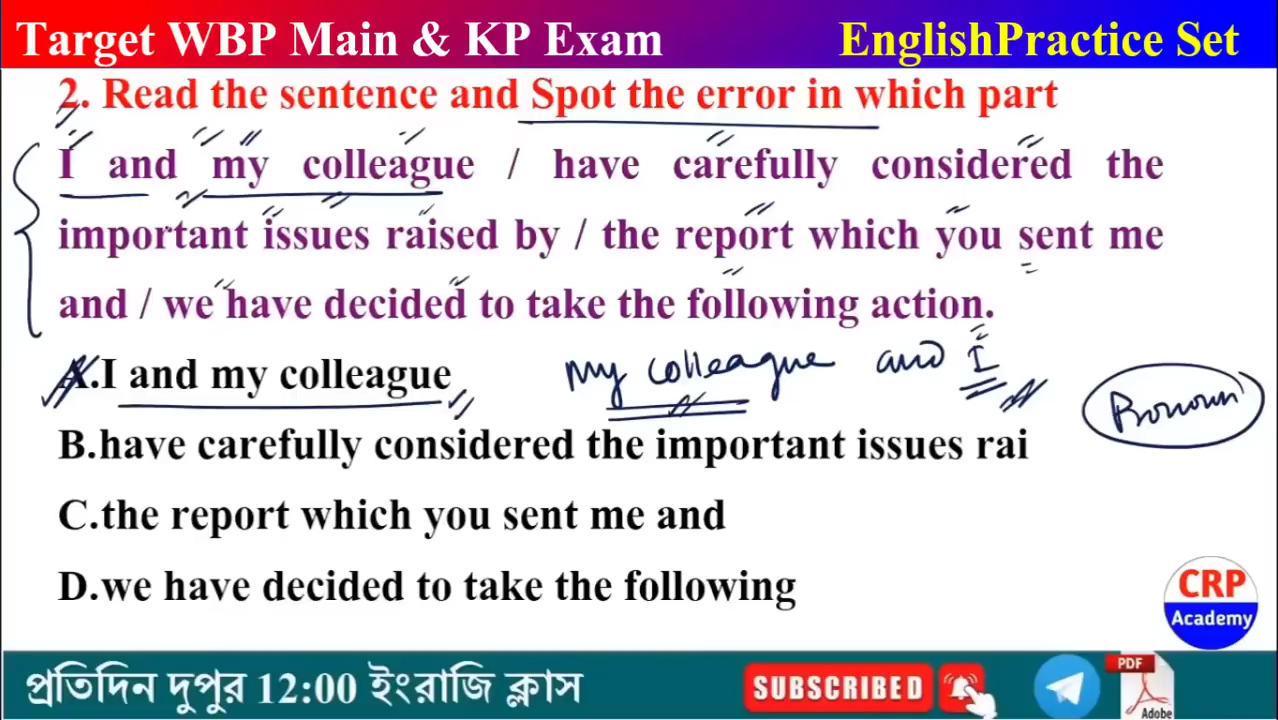 Target WBP Main & KP Exam EnglishPractice Set
2. Read the sentence and Spot the error in which part
I and my colleague / have carefully considered the
important issues raised by / the report which you sent me
and / we have decided to take the following action.
A.I and my colleague my colleague and I
Pronoun
B.have carefully considered the important issues rai
C.the report which you sent me and
D.we have decided to take the following
CRP
Academy
প্রতিদিন দুপুর 12:00 ইংরাজি ক্লাস SUBSCRIBED PDF
Adobe